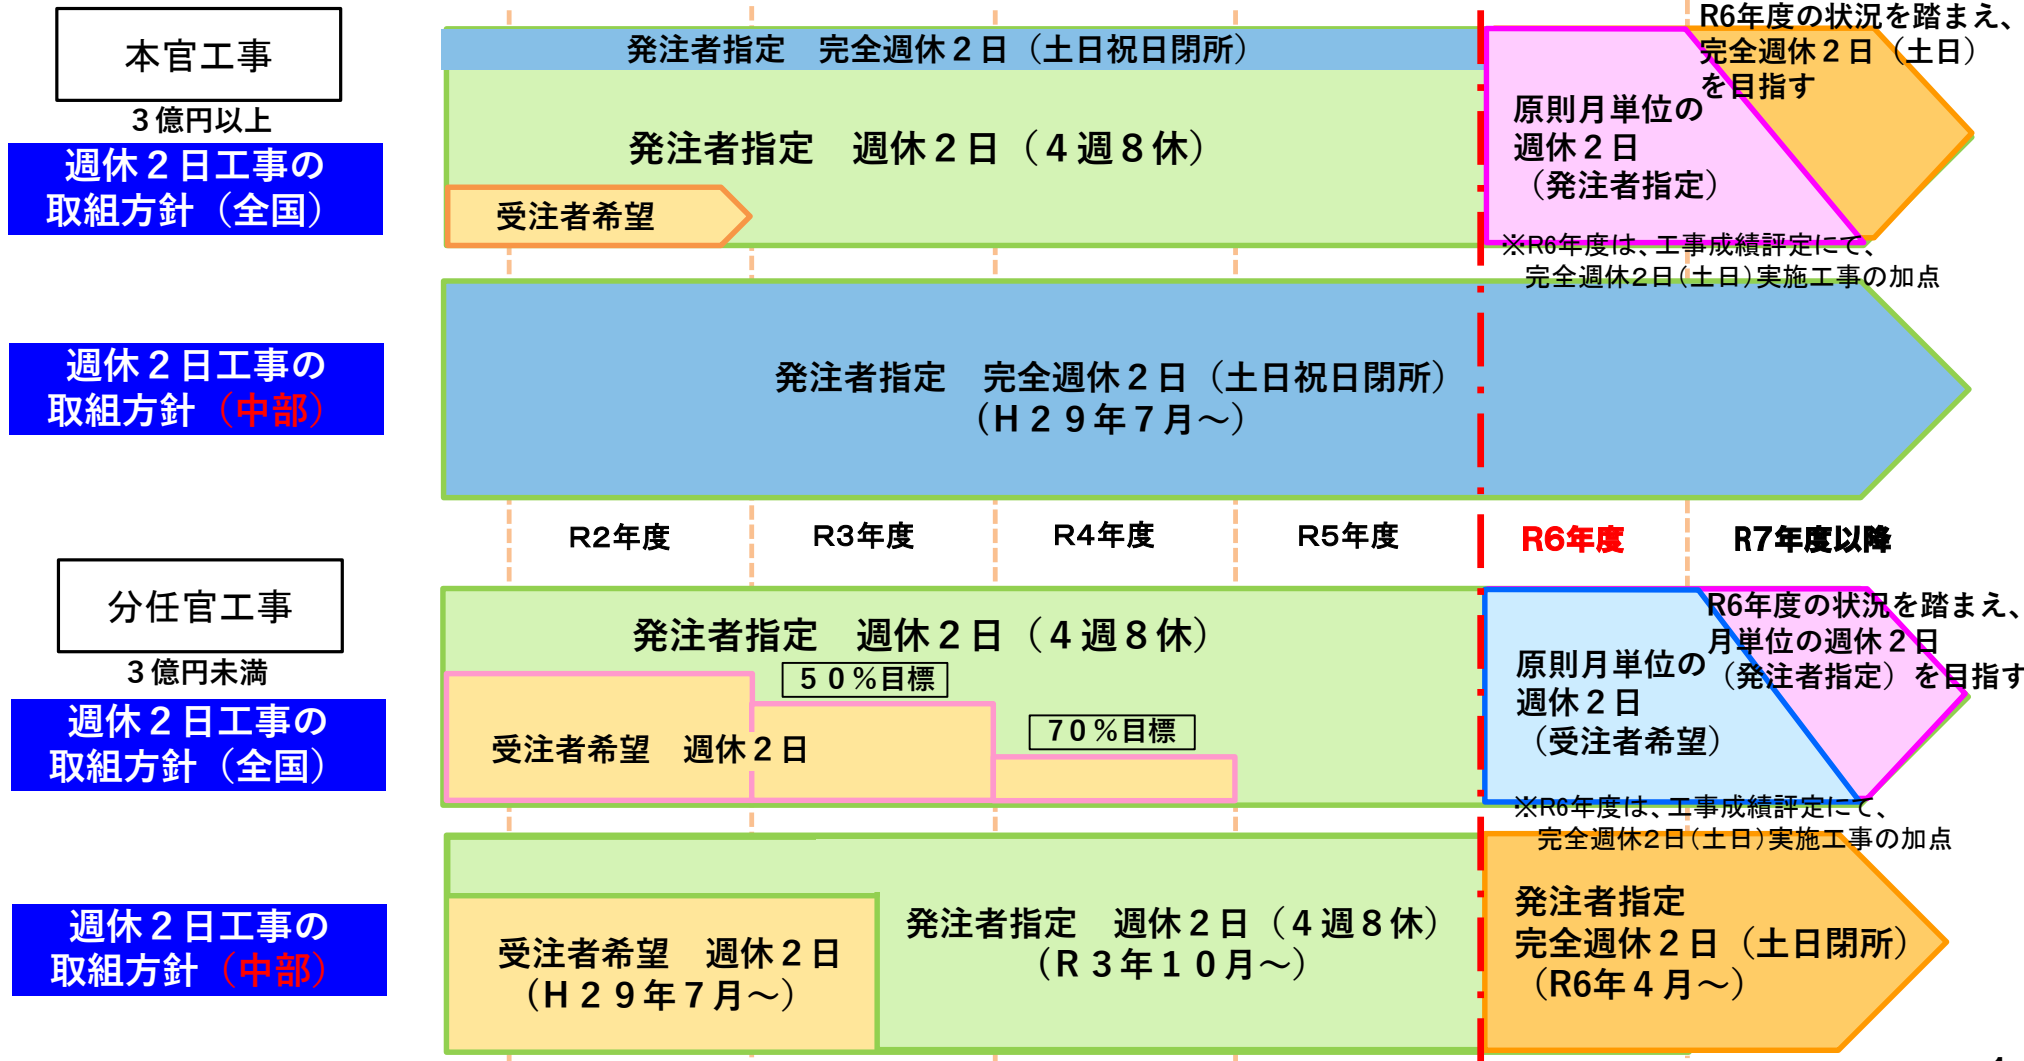 本官工事
３億円以上
週休２日工事の
取組方針（全国）
発注者指定　完全週休２日（土日祝日閉所）
発注者指定　週休２日（４週８休）
受注者希望
原則月単位の
週休２日
（発注者指定）
R6年度の状況を踏まえ、
完全週休２日（土日）
を目指す
※R6年度は、工事成績評定にて、
完全週休2日（土日）実施工事の加点
週休２日工事の
取組方針（中部）
発注者指定　完全週休２日（土日祝日閉所）
（H２９年７月～）
R2年度
R3年度
R4年度
R5年度
R6年度
R7年度以降
分任官工事
３億円未満
週休２日工事の
取組方針（全国）
発注者指定　週休２日（４週８休）
５０％目標
７０％目標
受注者希望　週休２日
原則月単位の
週休２日
（受注者希望）
R6年度の状況を踏まえ、
月単位の週休２日
（発注者指定）を目指す
※R6年度は、工事成績評定にて、
完全週休2日（土日）実施工事の加点
週休２日工事の
取組方針（中部）
受注者希望　週休２日
（H２９年７月～）
発注者指定　週休２日（４週８休）
（R３年１０月～）
発注者指定
完全週休２日（土日閉所）
（R6年４月～）